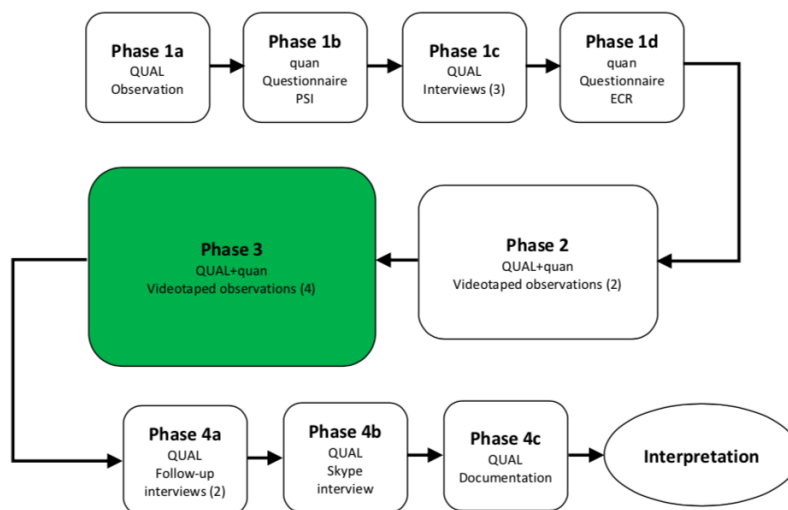 Phase 1a
QUAL
Observation
Phase 1b
quan
Questionnaire
PSI
Phase 1c
QUAL
Interviews (3)
Phase 1d
quan
Questionnaire
ECR
Phase 3
QUAL+quan
Videotaped observations (4)
Phase 2
QUAL+quan
Videotaped observations (2)
Phase 4a
QUAL
Follow-up
interviews (2)
Phase 4b
QUAL
Skype
interview
Phase 4c
QUAL
Documentation
Interpretation